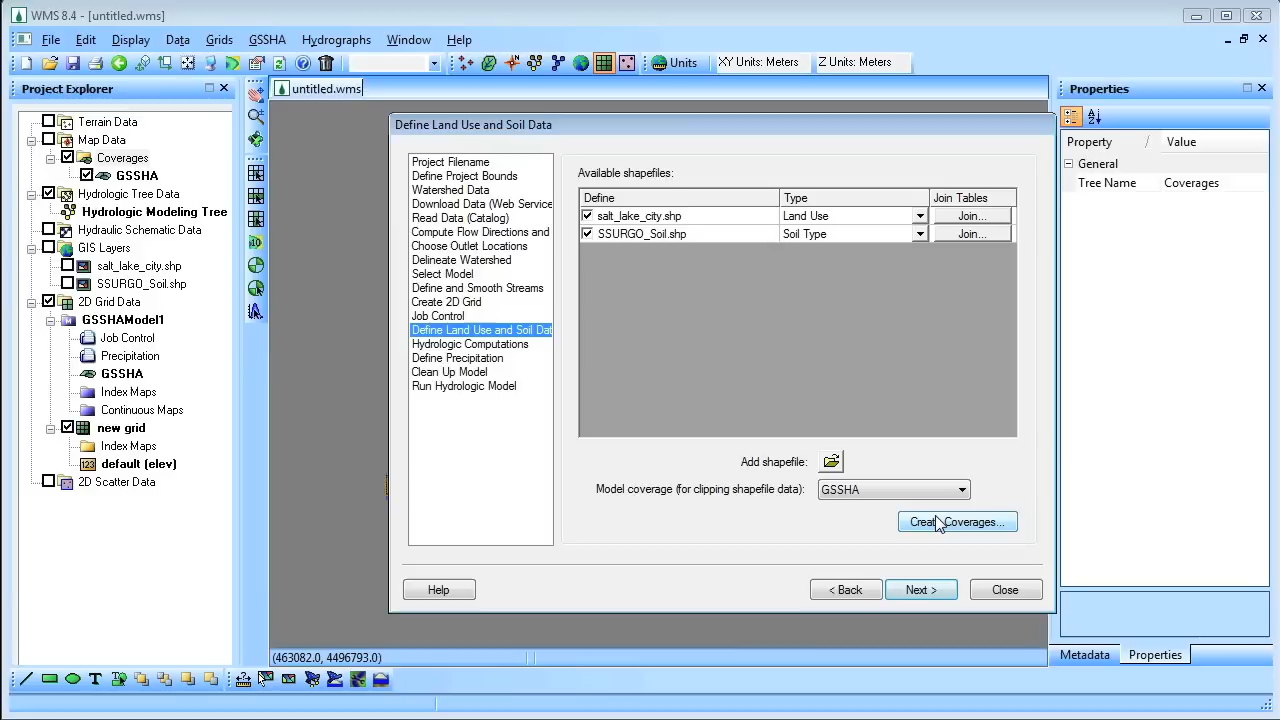 WMS 8.4 - [untitled.wms]
File Edit Display Data Grids GSSHA Hydrographs Window Help
Units XY Units: Meters Z Units: Meters
Project Explorer
Terrain Data
Map Data
Coverages
GSSHA
Hydrologic Tree Data
Hydrologic Modeling Tree
Hydraulic Schematic Data
GIS Layers
salt_lake_city.shp
SSURGO_Soil.shp
2D Grid Data
GSSHAModel1
Job Control
Precipitation
GSSHA
Index Maps
Continuous Maps
new grid
Index Maps
123 default (elev)
2D Scatter Data
untitled.wms
Define Land Use and Soil Data
Project Filename
Define Project Bounds
Watershed Data
Download Data (Web Service
Read Data (Catalog)
Compute Flow Directions and
Choose Outlet Locations
Delineate Watershed
Select Model
Define and Smooth Streams
Create 2D Grid
Job Control
Define Land Use and Soil Dat
Hydrologic Computations
Define Precipitation
Clean Up Model
Run Hydrologic Model
Available shapefiles:
Define Type Join Tables
salt_lake_city.shp Land Use Join...
SSURGO_Soil.shp Soil Type Join...
Add shapefile:
Model coverage (for clipping shapefile data): GSSHA
Create Coverages...
Help < Back Next > Close
(463082.0, 4496793.0)
Properties
Property / Value
General
Tree Name Coverages
Metadata Properties